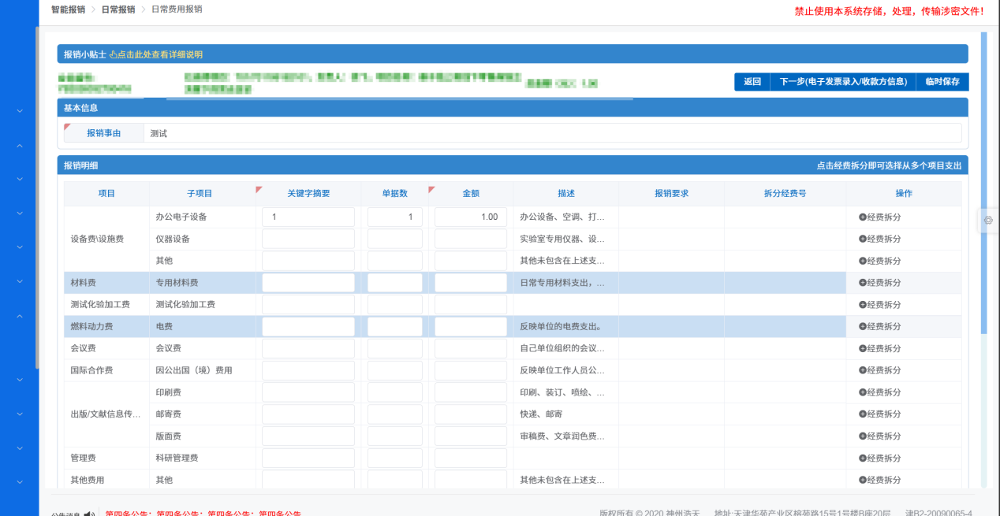 智能报销 > 日常报销 > 日常费用报销
禁止使用本系统存储，处理，传输涉密文件！
报销小贴士 点击此处查看详细说明
返回 下一步(电子发票录入/收款方信息) 临时保存
基本信息
报销事由 测试
报销明细 点击经费拆分即可选择从多个项目支出
项目 子项目 关键字摘要 单据数 金额 描述 报销要求 拆分经费号 操作
设备费\设施费 办公电子设备 1 1 1.00 办公设备、空调、打... 经费拆分
仪器设备 实验室专用仪器、设... 经费拆分
其他 其他未包含在上述支... 经费拆分
材料费 专用材料费 日常专用材料支出，... 经费拆分
测试化验加工费 测试化验加工费 经费拆分
燃料动力费 电费 反映单位的电费支出。 经费拆分
会议费 会议费 自己单位组织的会议... 经费拆分
国际合作费 因公出国（境）费用 反映单位工作人员公... 经费拆分
出版/文献信息传... 印刷费 印刷、装订、喷绘、... 经费拆分
邮寄费 快递、邮寄 经费拆分
版面费 审稿费、文章润色费... 经费拆分
管理费 科研管理费 经费拆分
其他费用 其他 其他未包含在上述支... 经费拆分
公告消息 第四条公告；第四条公告；第四条公告；第四条公告
版权所有 © 2020 神州浩天 地址:天津华苑产业区榕苑路15号1号楼B座20层 津B2-20090065-4